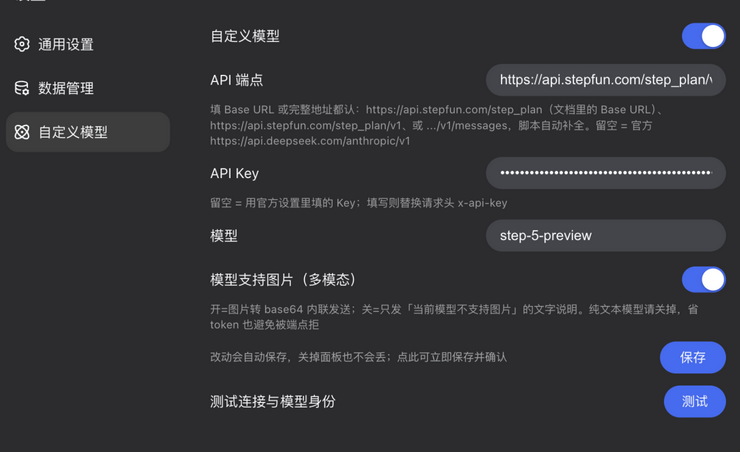 通用设置
数据管理
自定义模型
自定义模型
API 端点
https://api.stepfun.com/step_plan/v
填 Base URL 或完整地址都认：https://api.stepfun.com/step_plan（文档里的 Base URL）、
https://api.stepfun.com/step_plan/v1、或 .../v1/messages，脚本自动补全。留空 = 官方
https://api.deepseek.com/anthropic/v1
API Key
留空 = 用官方设置里填的 Key；填写则替换请求头 x-api-key
模型
step-5-preview
模型支持图片（多模态）
开=图片转 base64 内联发送；关=只发「当前模型不支持图片」的文字说明。纯文本模型请关掉，省
token 也避免被端点拒
改动会自动保存，关掉面板也不会丢；点此可立即保存并确认
保存
测试连接与模型身份
测试